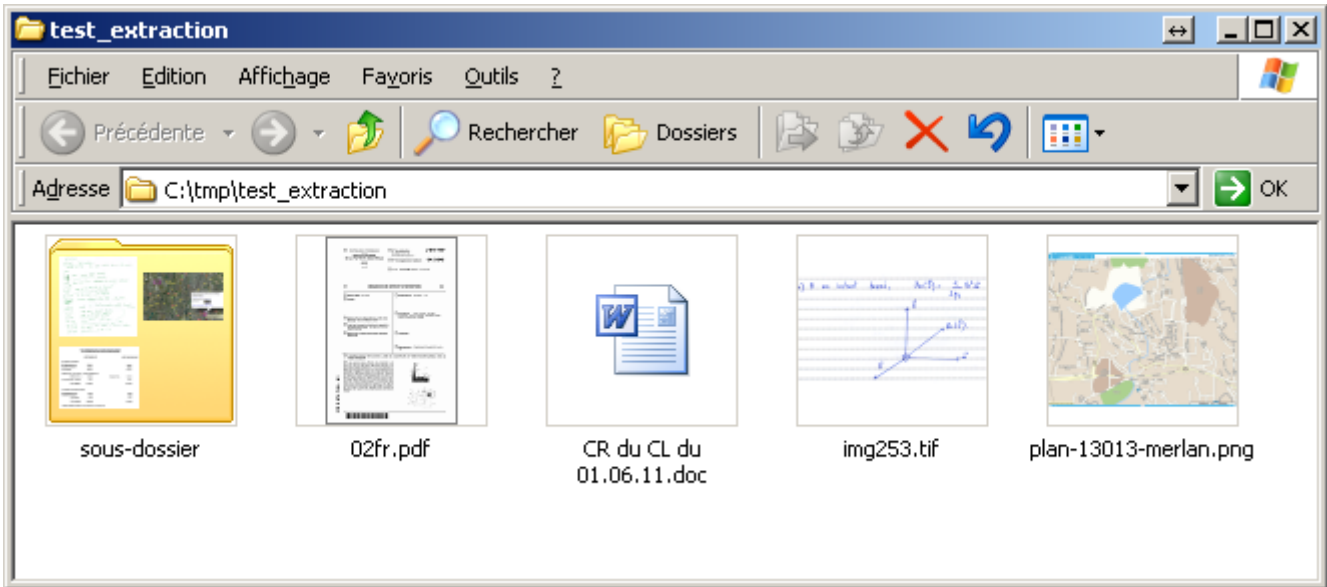 test_extraction
Fichier Edition Affichage Favoris Outils ?
Précédente Rechercher Dossiers
Adresse C:\tmp\test_extraction OK
sous-dossier 02fr.pdf CR du CL du 01.06.11.doc img253.tif plan-13013-merlan.png